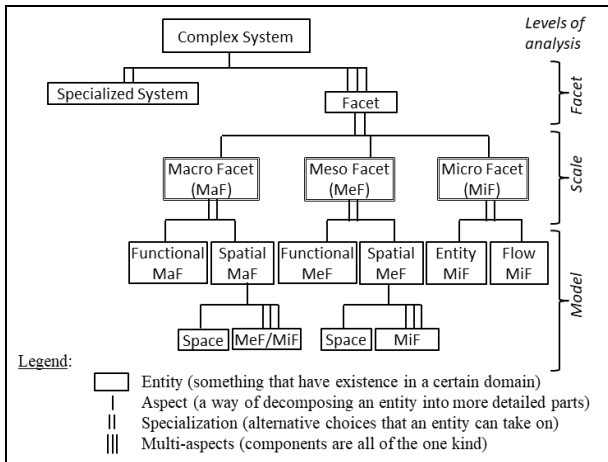 Complex System
Levels of
analysis
Specialized System
Facet
Facet
Macro Facet
(MaF)
Meso Facet
(MeF)
Micro Facet
(MiF)
Scale
Functional
MaF
Spatial
MaF
Functional
MeF
Spatial
MeF
Entity
MiF
Flow
MiF
Model
Space
MeF/MiF
Space
MiF
Legend:
Entity (something that have existence in a certain domain)
Aspect (a way of decomposing an entity into more detailed parts)
Specialization (alternative choices that an entity can take on)
Multi-aspects (components are all of the one kind)